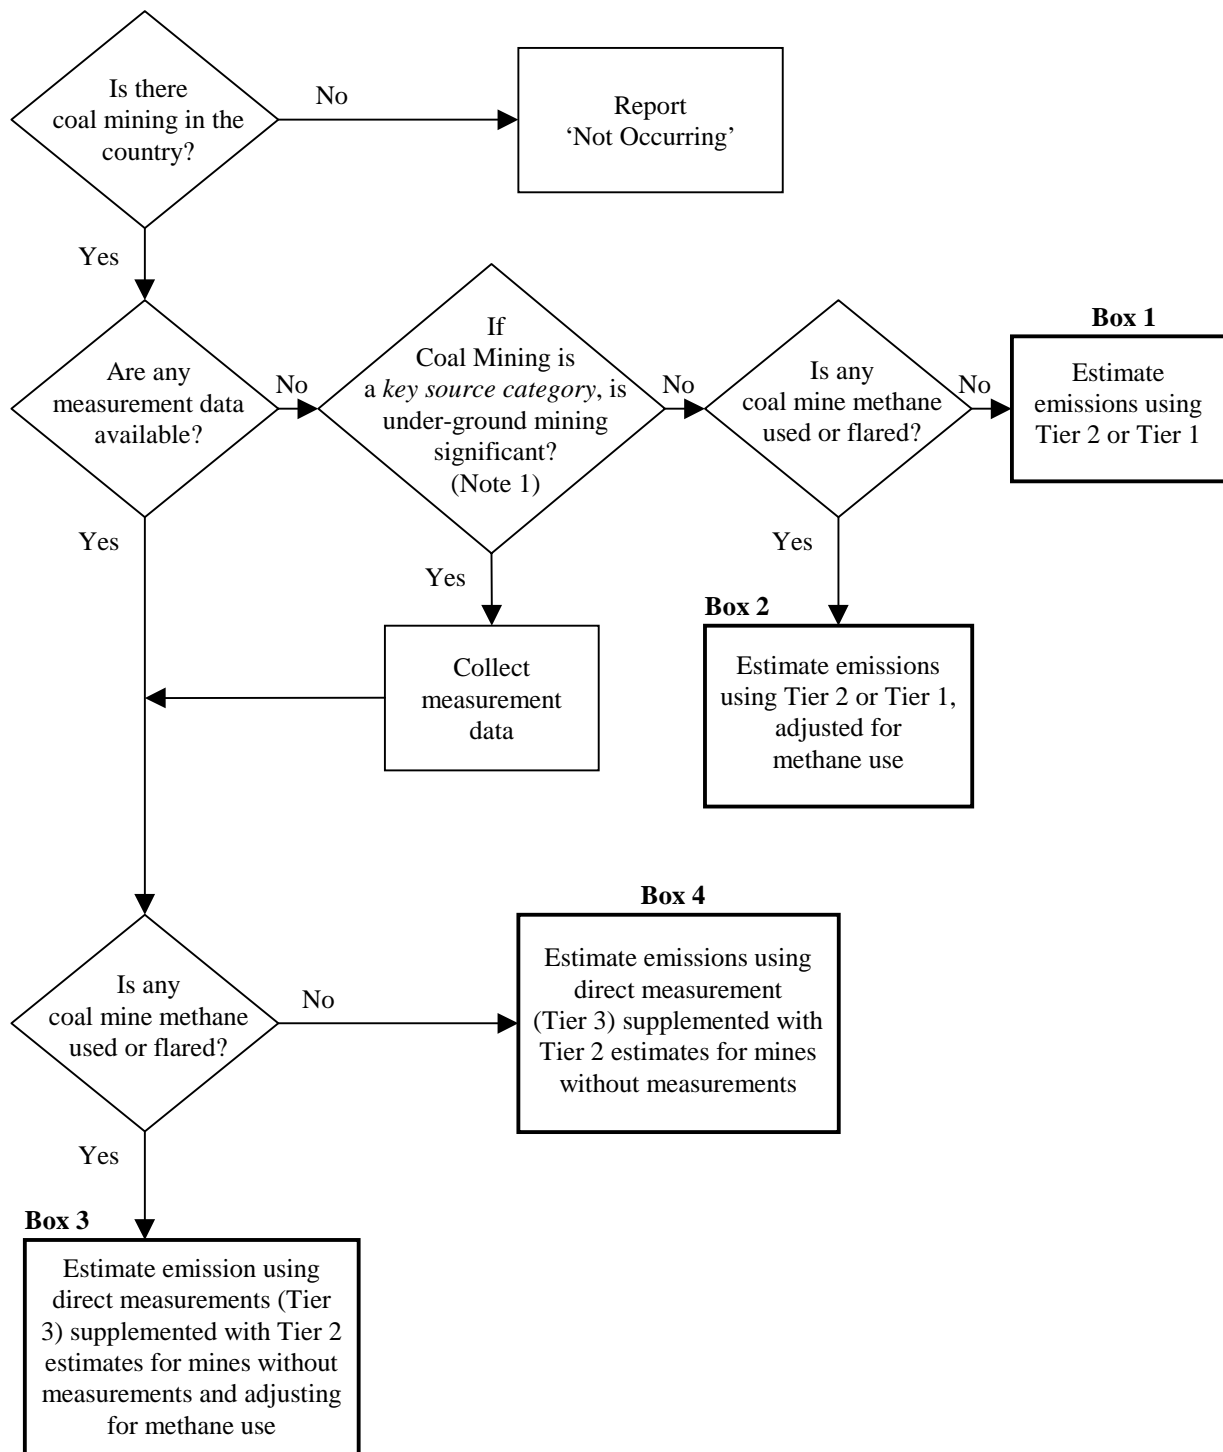 Is there
coal mining in the
country?
No
Report
‘Not Occurring’
Yes
Are any
measurement data
available?
No
If
Coal Mining is
a key source category, is
under-ground mining
significant?
(Note 1)
No
Is any
coal mine methane
used or flared?
No
Box 1
Estimate
emissions using
Tier 2 or Tier 1
Yes
Yes
Yes
Collect
measurement
data
Box 2
Estimate emissions
using Tier 2 or Tier 1,
adjusted for
methane use
Is any
coal mine methane
used or flared?
No
Box 4
Estimate emissions using
direct measurement
(Tier 3) supplemented with
Tier 2 estimates for mines
without measurements
Yes
Box 3
Estimate emission using
direct measurements (Tier
3) supplemented with Tier 2
estimates for mines without
measurements and adjusting
for methane use